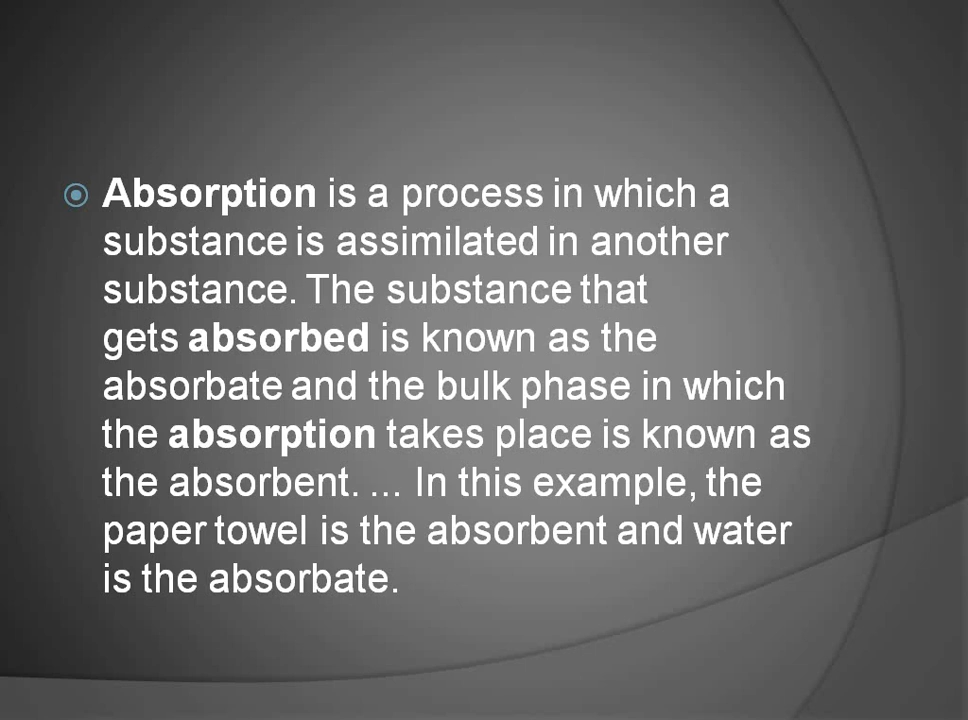 Absorption is a process in which a
substance is assimilated in another
substance. The substance that
gets absorbed is known as the
absorbate and the bulk phase in which
the absorption takes place is known as
the absorbent. ... In this example, the
paper towel is the absorbent and water
is the absorbate.